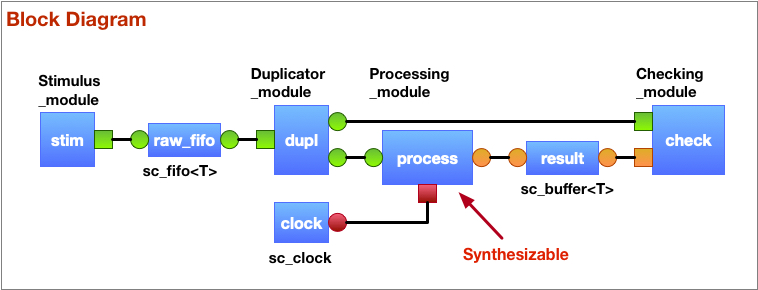 Block Diagram
Stimulus
_module
Duplicator
_module
Processing
_module
Checking
_module
stim
raw_fifo
dupl
process
result
check
sc_fifo<T>
sc_buffer<T>
clock
sc_clock
Synthesizable